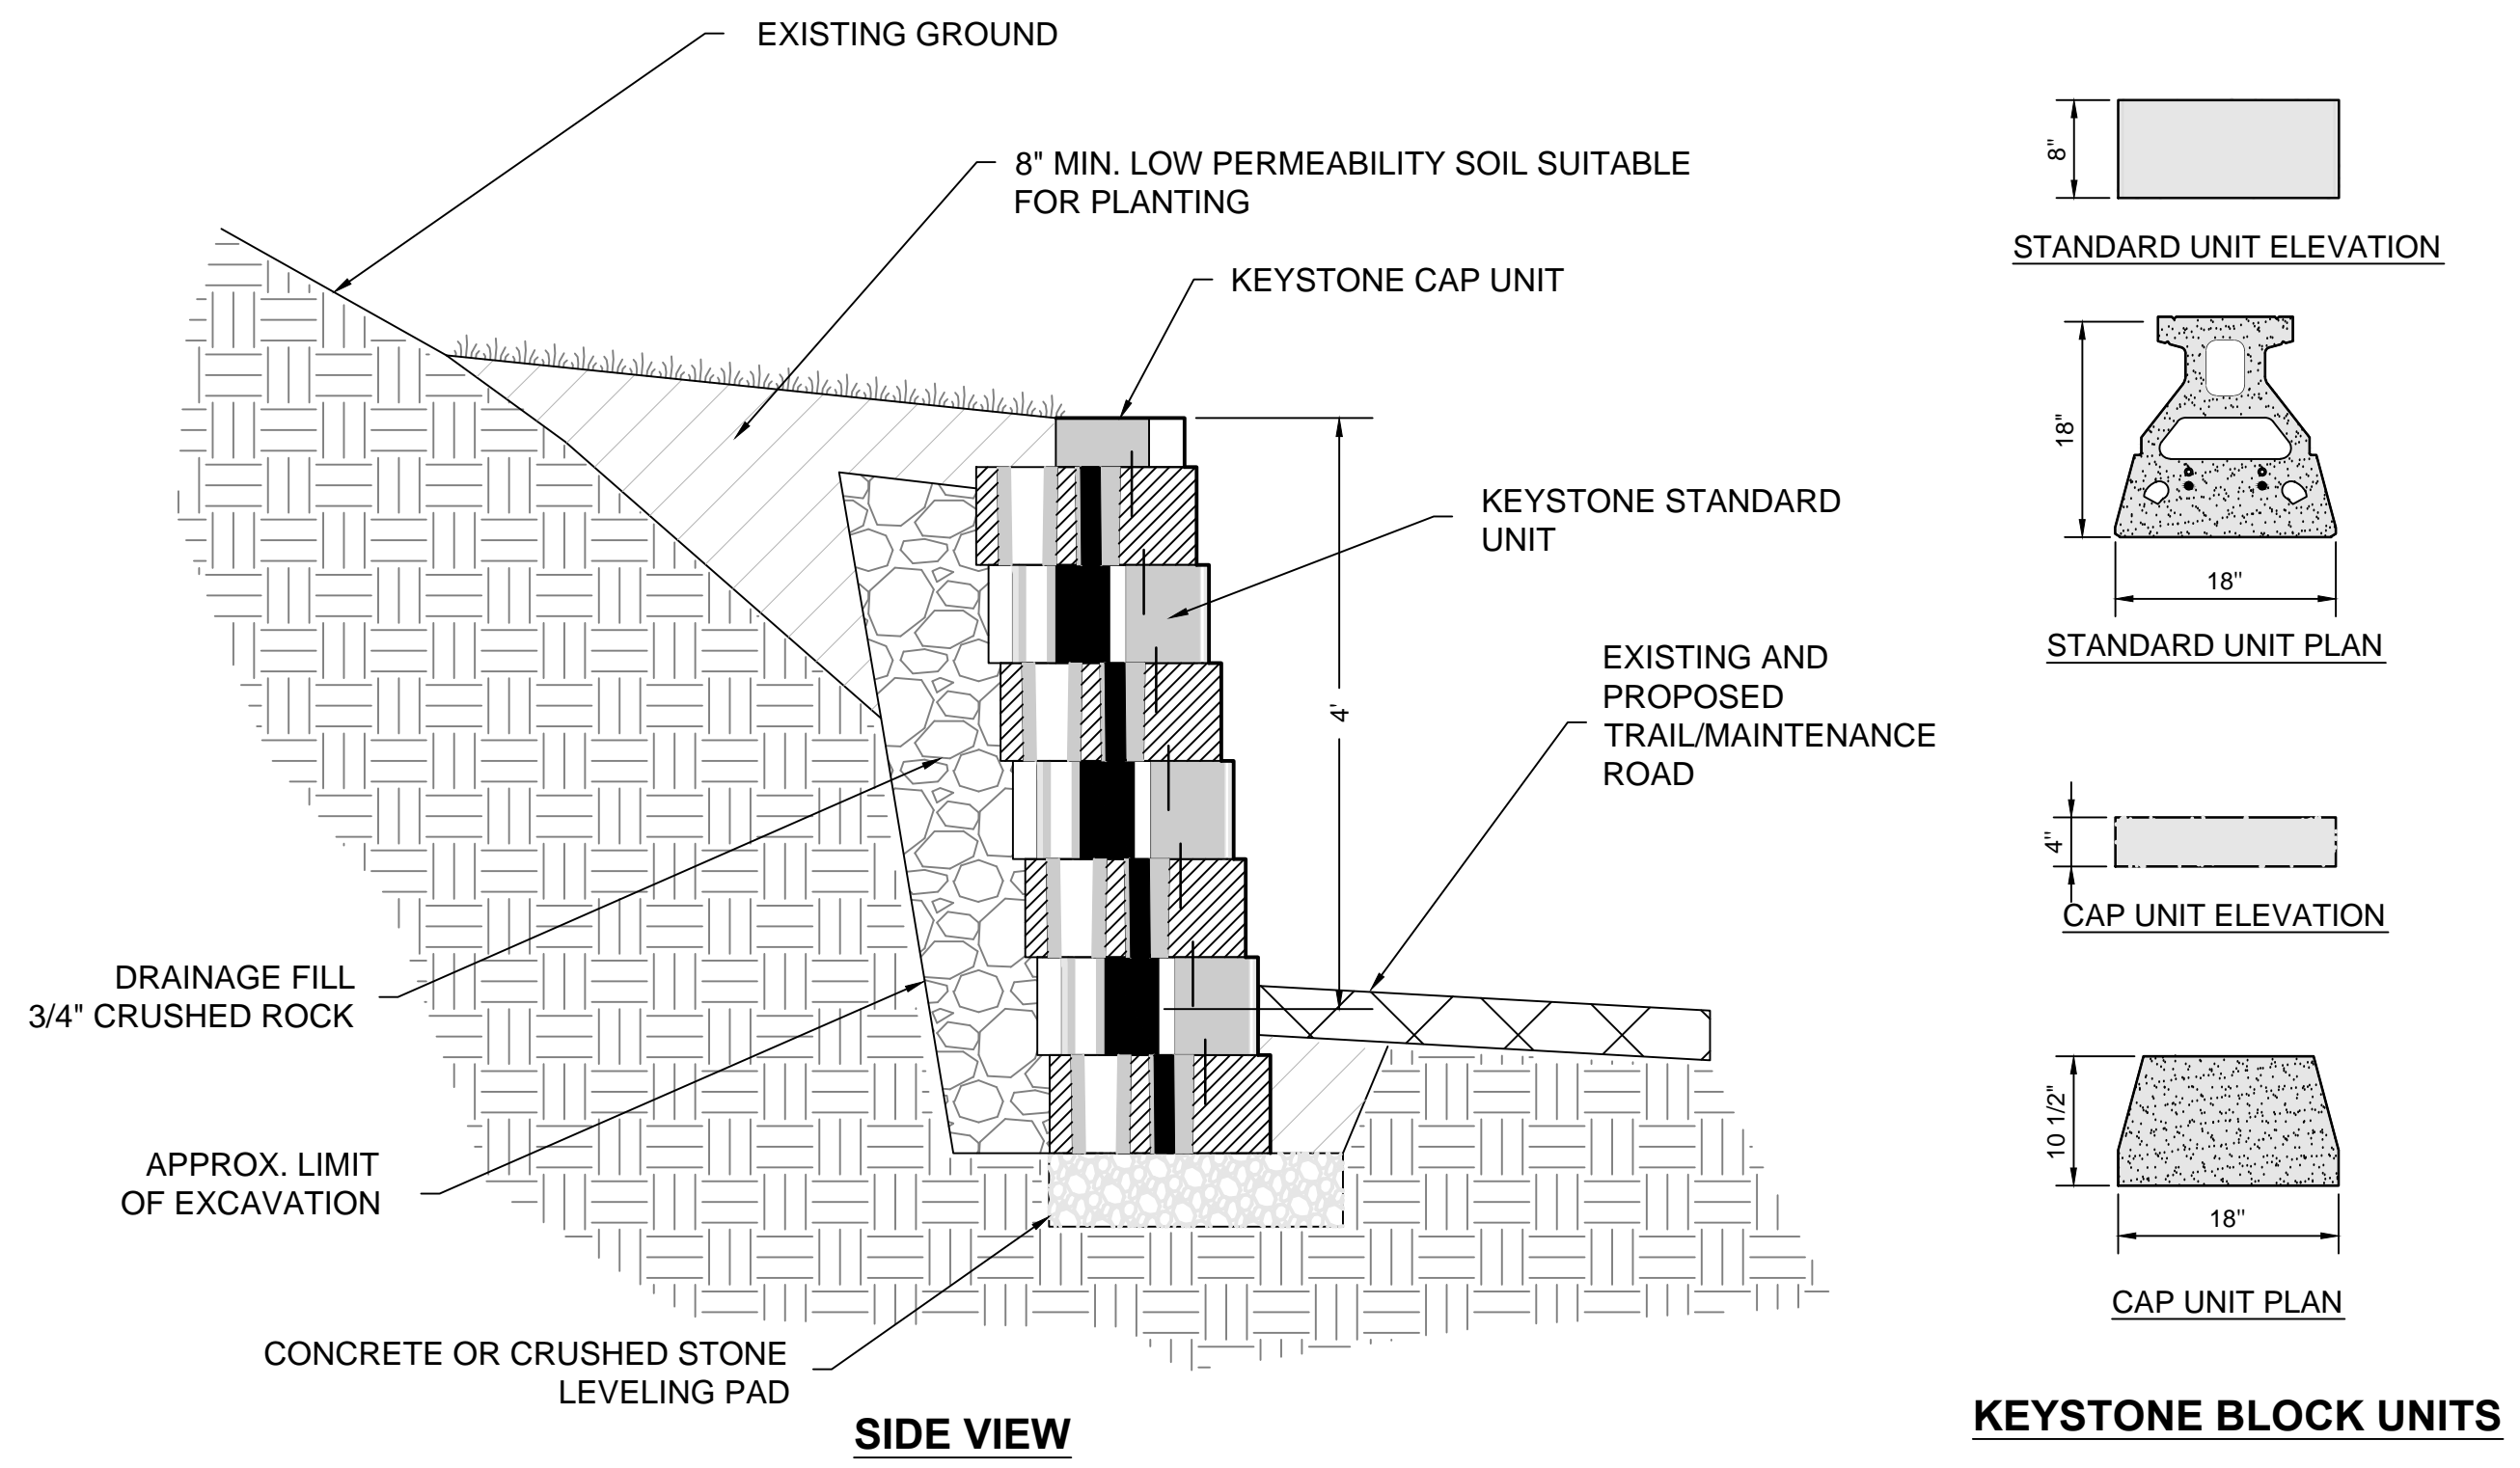 EXISTING GROUND
8" MIN. LOW PERMEABILITY SOIL SUITABLE
FOR PLANTING
KEYSTONE CAP UNIT
KEYSTONE STANDARD
UNIT
EXISTING AND
PROPOSED
TRAIL/MAINTENANCE
ROAD
4'
DRAINAGE FILL
3/4" CRUSHED ROCK
APPROX. LIMIT
OF EXCAVATION
CONCRETE OR CRUSHED STONE
LEVELING PAD
SIDE VIEW
8"
STANDARD UNIT ELEVATION
18"
18"
STANDARD UNIT PLAN
4"
CAP UNIT ELEVATION
10 1/2"
18"
CAP UNIT PLAN
KEYSTONE BLOCK UNITS